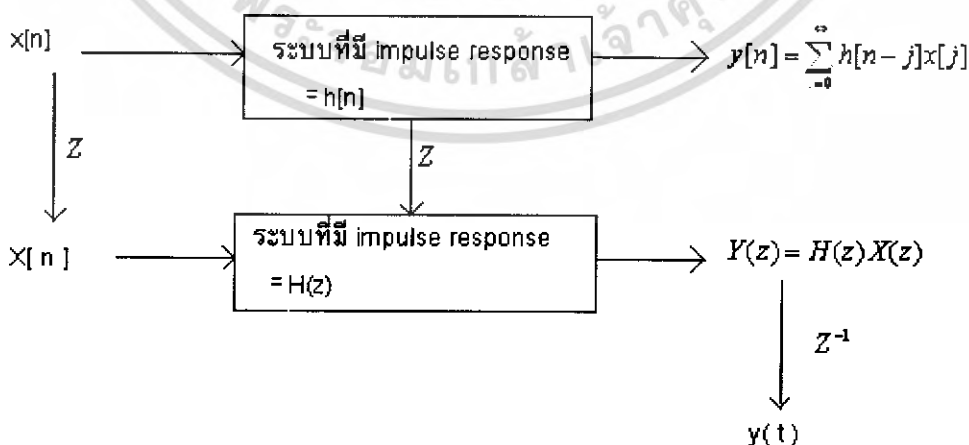 x[n]
ระบบที่มี impulse response
= h[n]
y[n] = ∑ h[n − j]x[j]
Z
Z
X[ n ]
ระบบที่มี impulse response
= H(z)
Y(z) = H(z)X(z)
Z⁻¹
y( t )